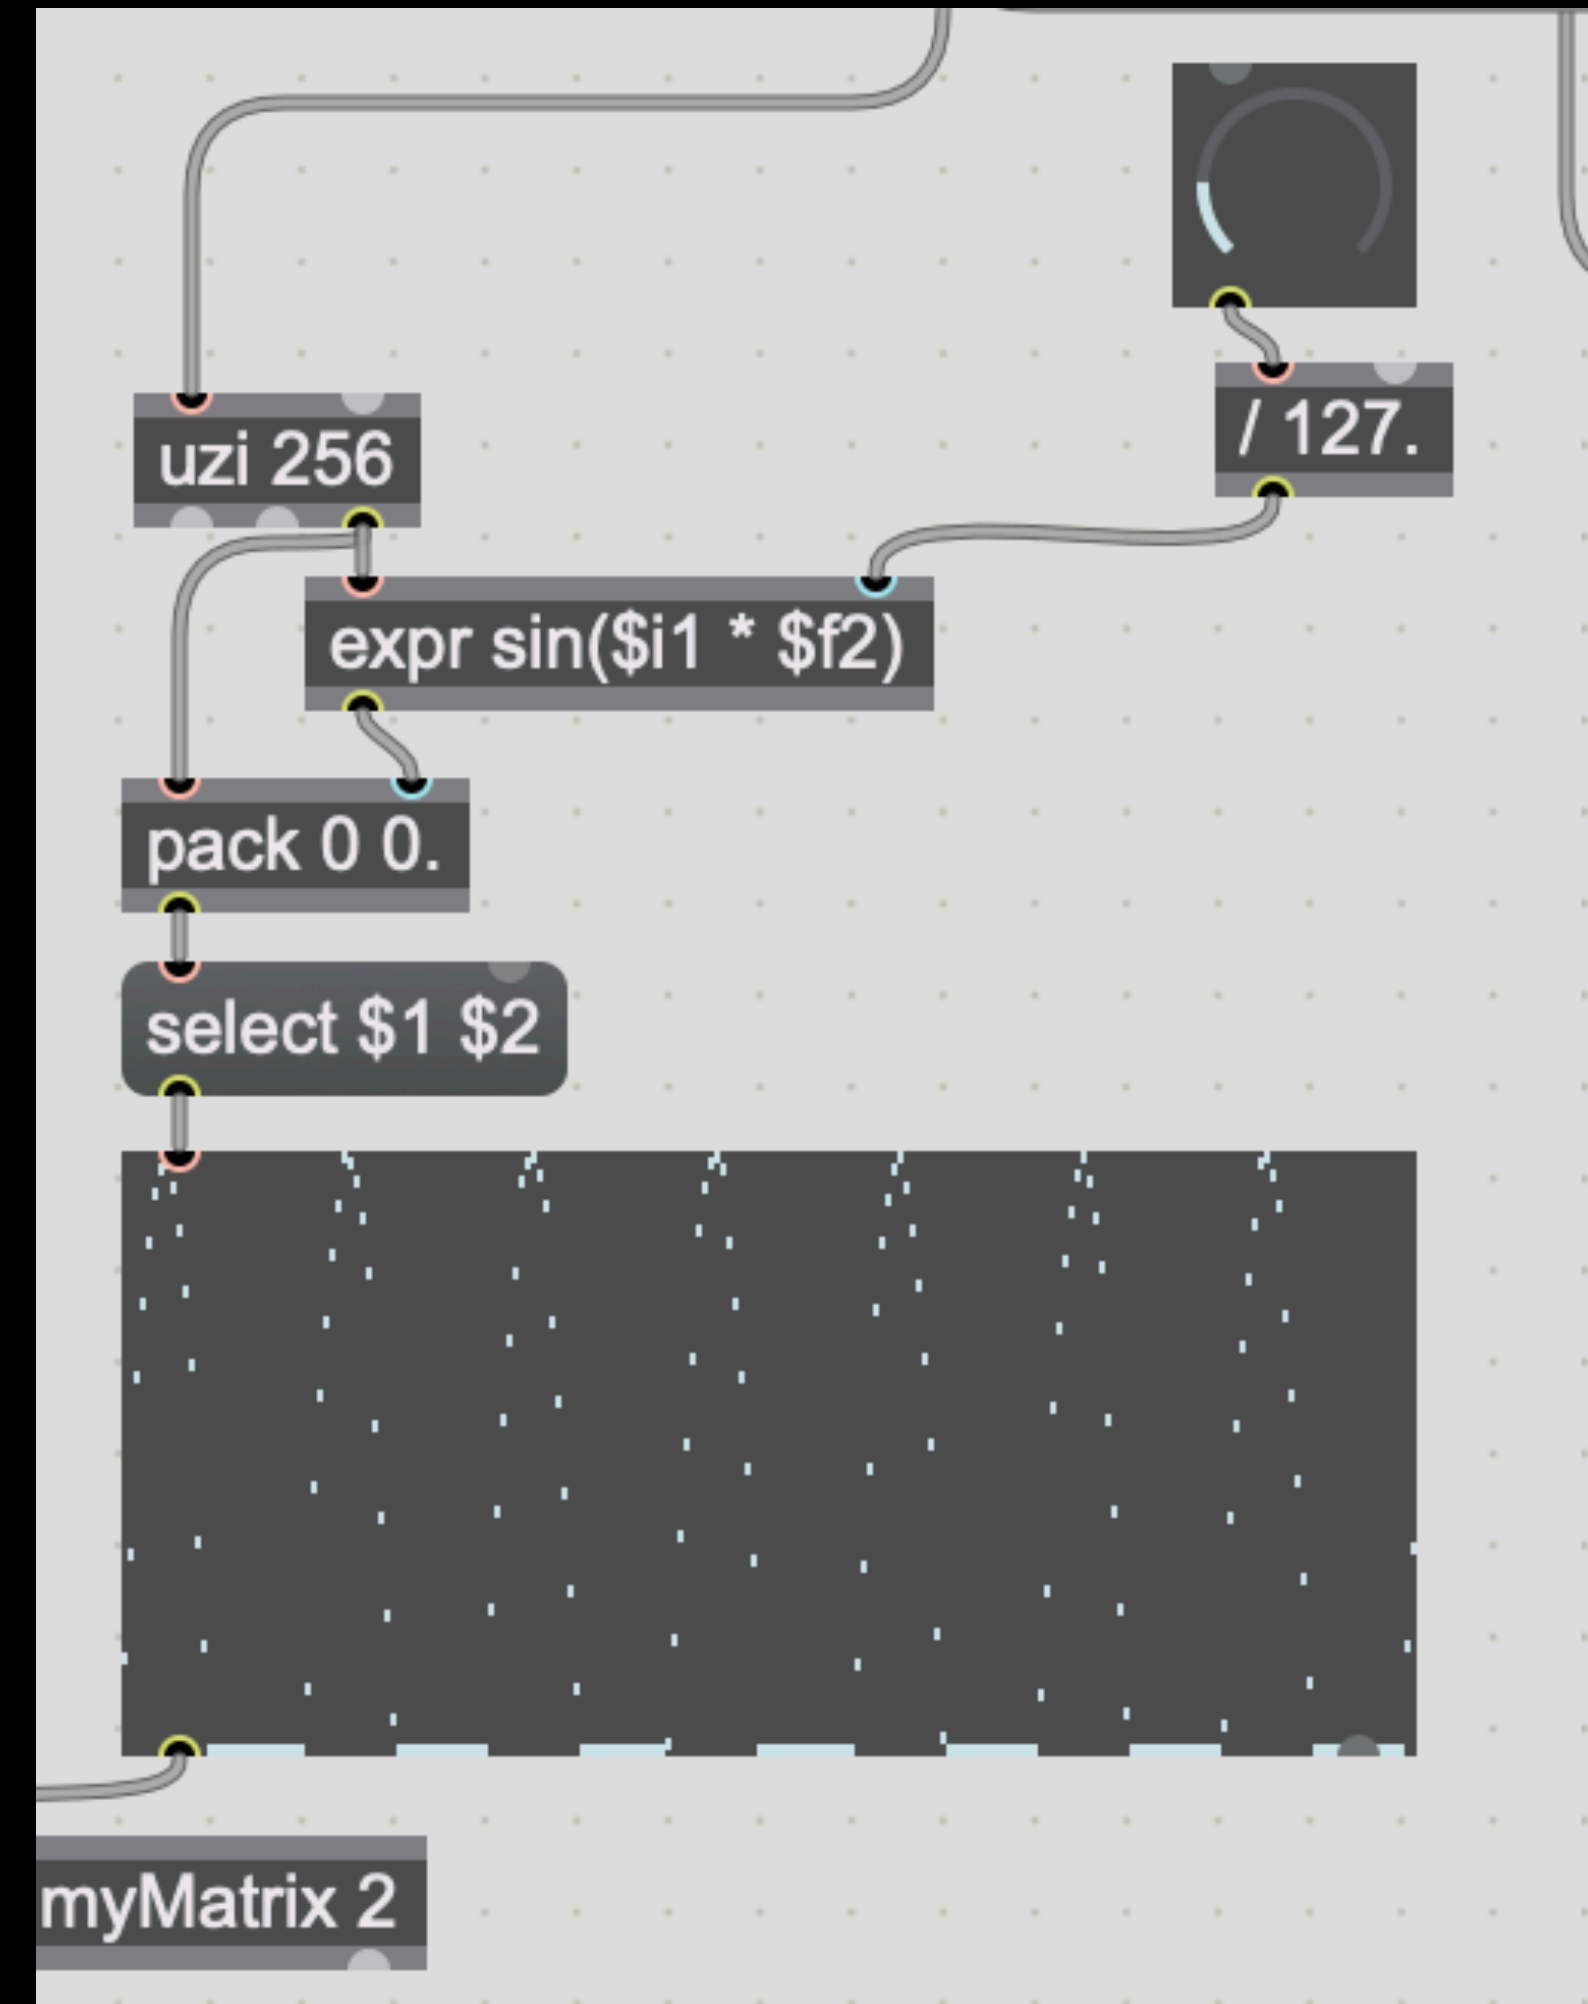 / 127.
uzi 256
expr sin($i1 * $f2)
pack 0 0.
select $1 $2
myMatrix 2